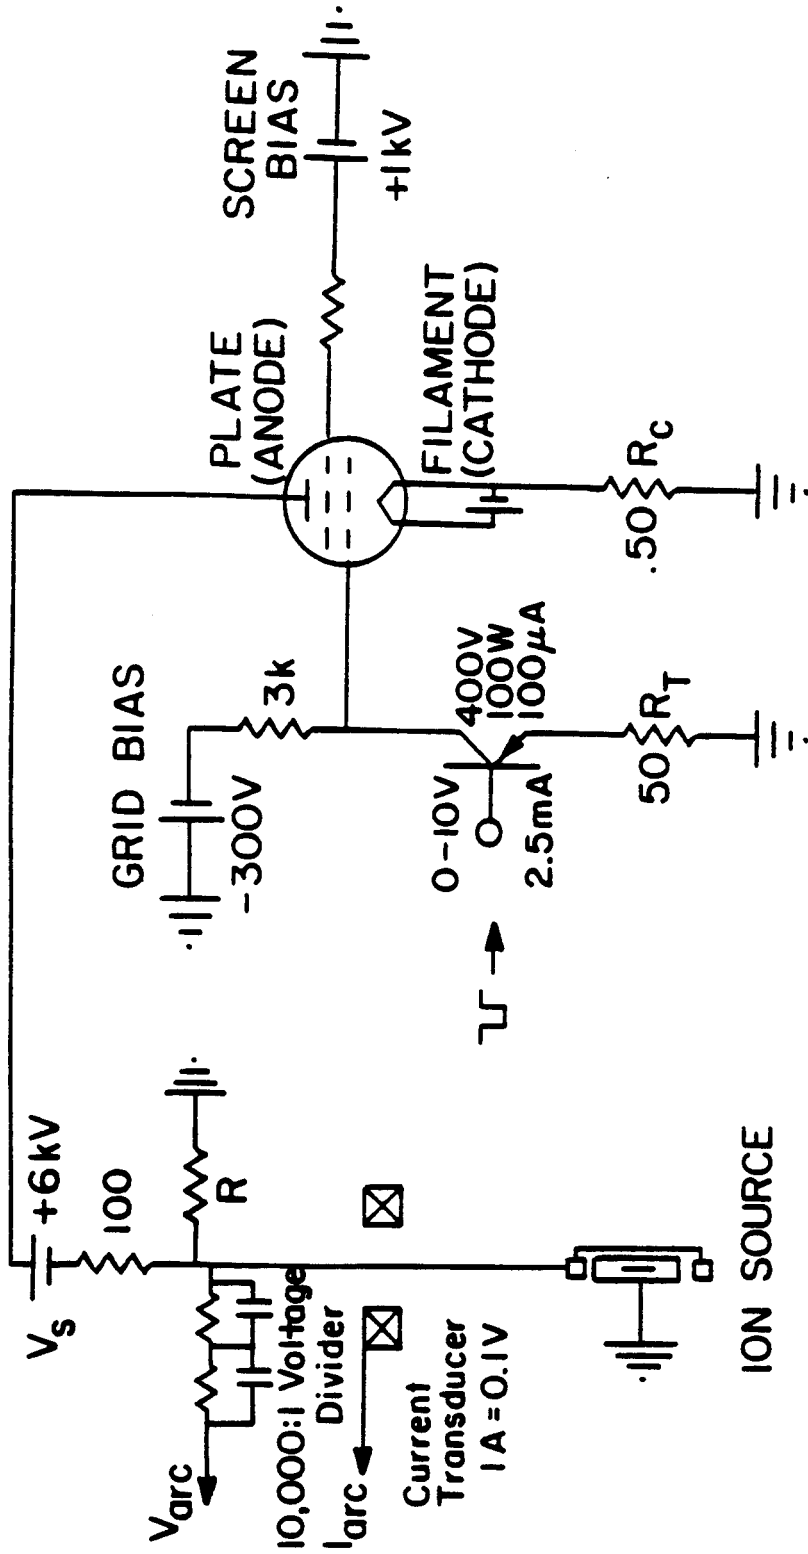 V_S
+6kV
100
R
V_arc
10,000:1 Voltage
Divider
I_arc
Current
Transducer
1A = 0.1V
ION SOURCE
GRID BIAS
-300V
3k
0-10V
2.5mA
400V
100W
100μA
50
R_T
PLATE
(ANODE)
FILAMENT
(CATHODE)
.50
R_C
SCREEN
BIAS
+1kV